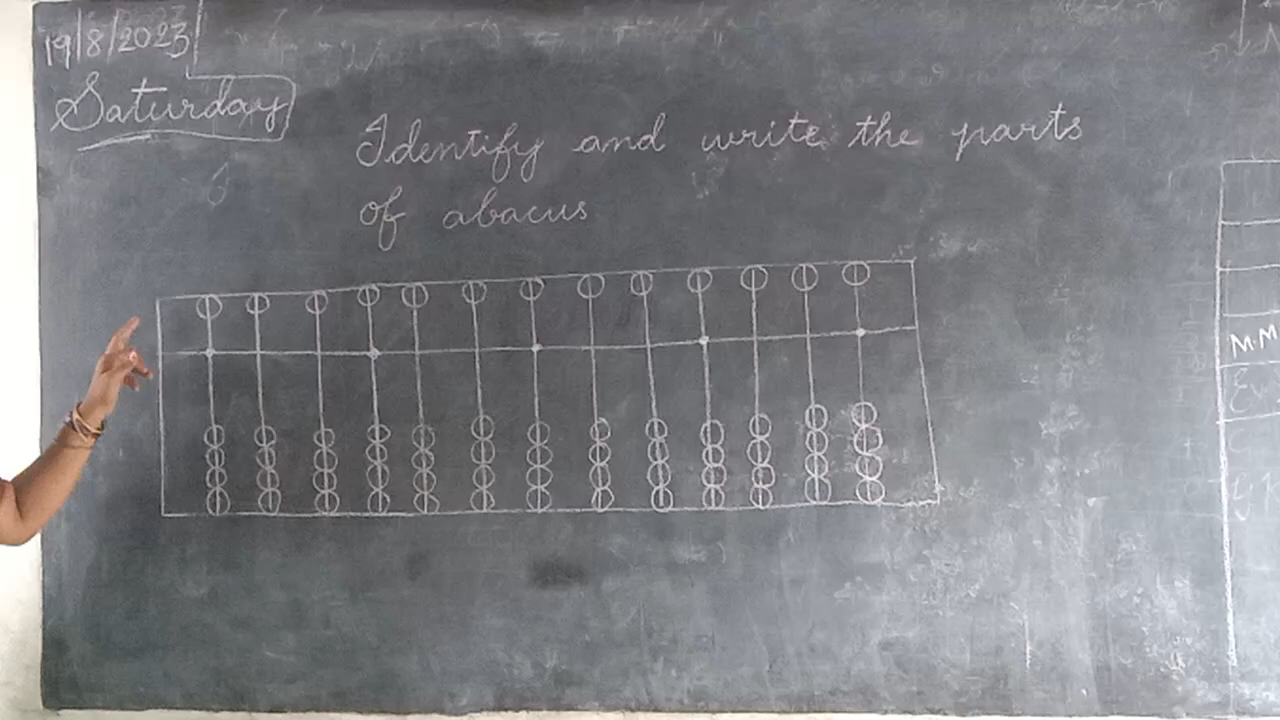 19/8/2023
Saturday
Identify and write the parts
of abacus
M.M